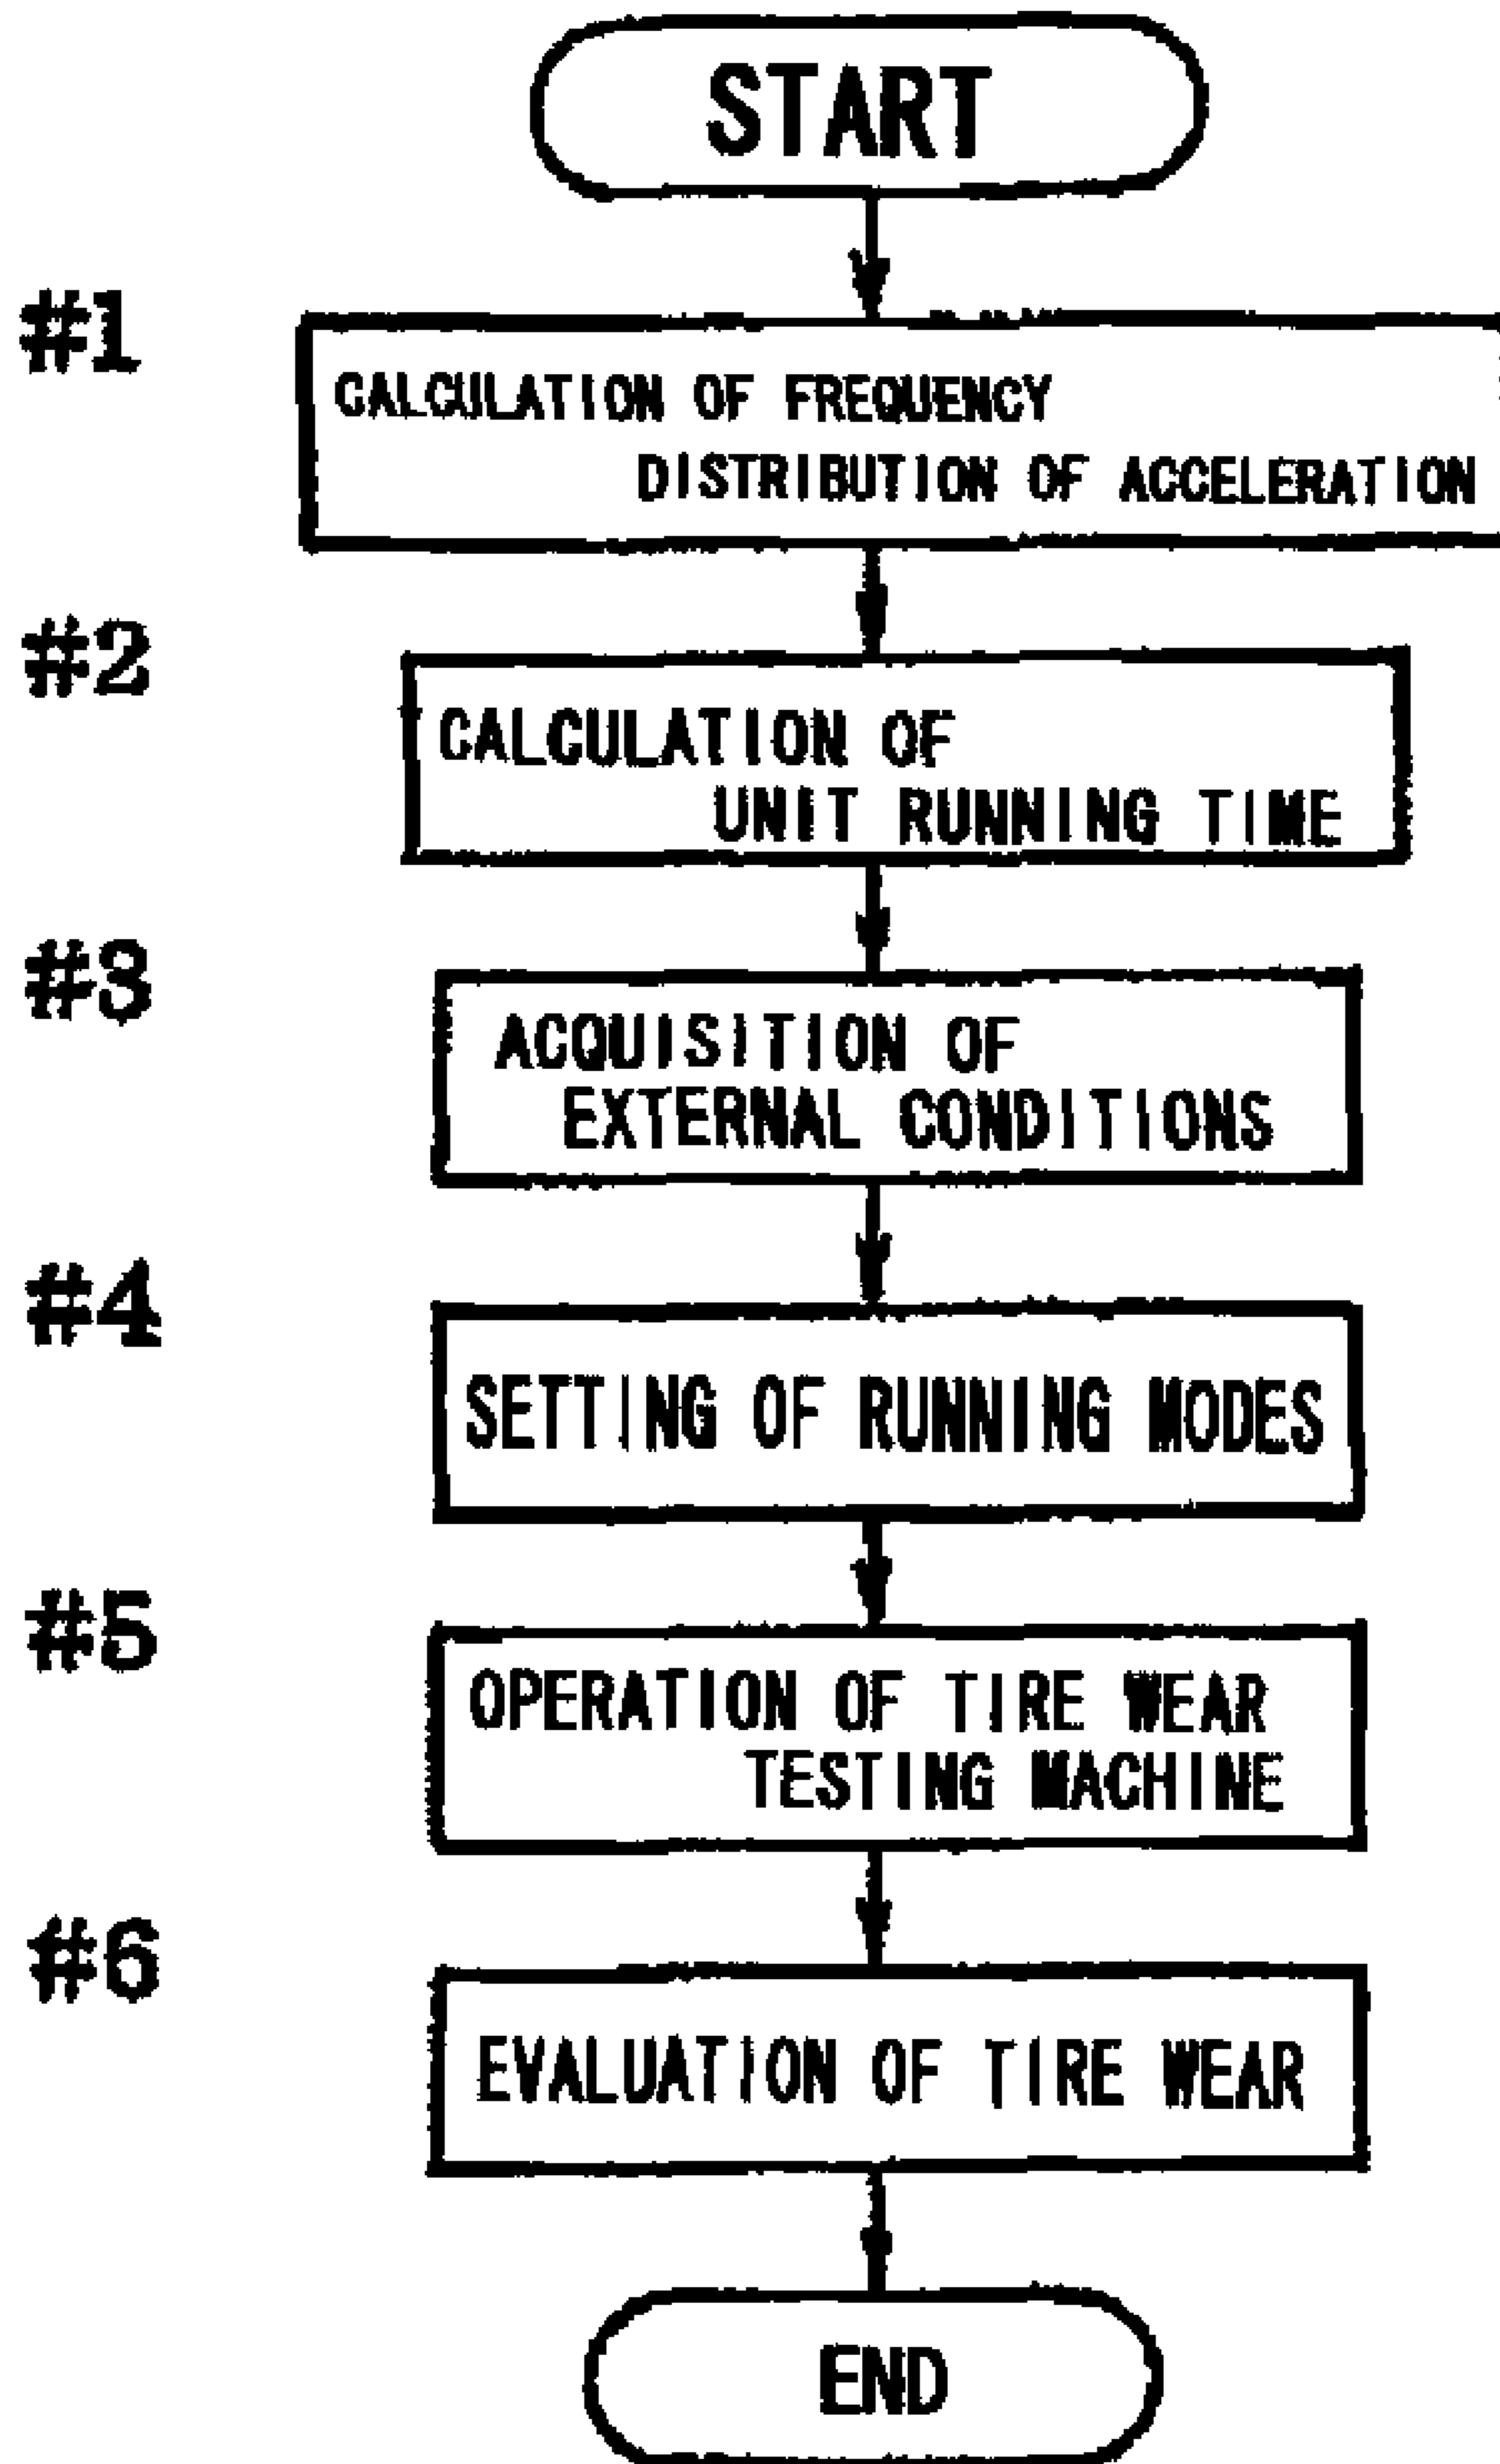 START
#1
CALCULATION OF FREQUENCY
DISTRIBUTION OF ACCELERATION
#2
CALCULATION OF
UNIT RUNNING TIME
#3
ACQUISITION OF
EXTERNAL CONDITIONS
#4
SETTING OF RUNNING MODES
#5
OPERATION OF TIRE WEAR
TESTING MACHINE
#6
EVALUATION OF TIRE WEAR
END